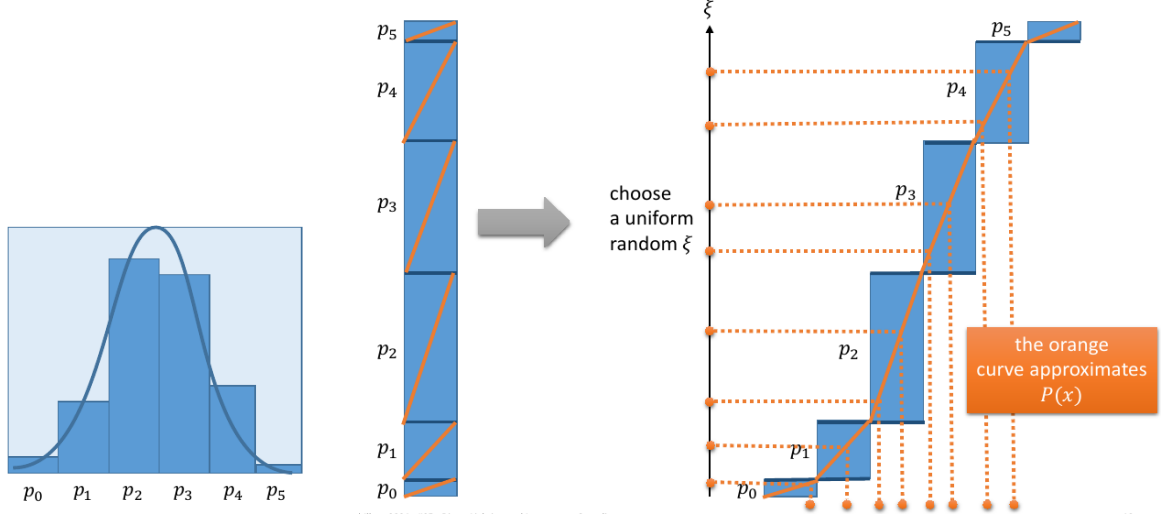 p₀ p₁ p₂ p₃ p₄ p₅
p₅
p₄
p₃
p₂
p₁
p₀
choose
a uniform
random ξ
ξ
p₅
p₄
p₃
p₂
p₁
p₀
the orange
curve approximates
P(x)